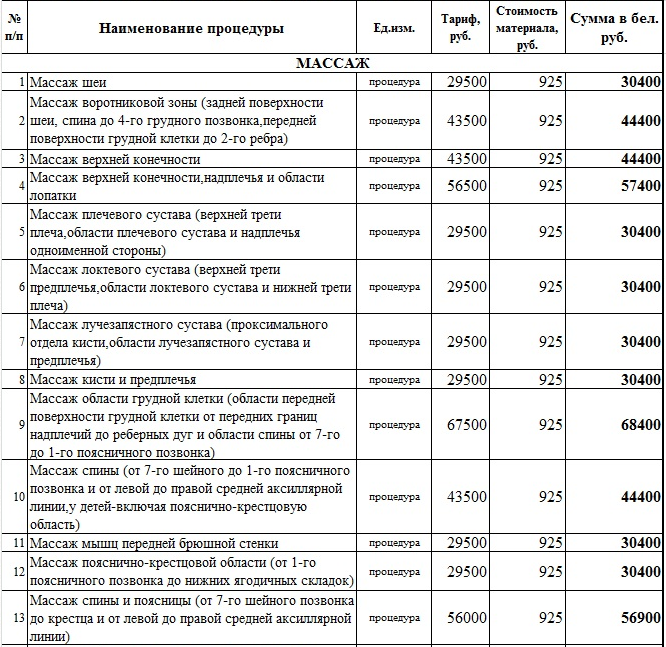 № п/п Наименование процедуры Ед.изм. Тариф, руб. Стоимость материала, руб. Сумма в бел. руб.
МАССАЖ
1 Массаж шеи процедура 29500 925 30400
2 Массаж воротниковой зоны (задней поверхности
шеи, спина до 4-го грудного позвонка,передней
поверхности грудной клетки до 2-го ребра) процедура 43500 925 44400
3 Массаж верхней конечности процедура 43500 925 44400
4 Массаж верхней конечности,надплечья и области
лопатки процедура 56500 925 57400
5 Массаж плечевого сустава (верхней трети
плеча,области плечевого сустава и надплечья
одноименной стороны) процедура 29500 925 30400
6 Массаж локтевого сустава (верхней трети
предплечья,области локтевого сустава и нижней трети
плеча) процедура 29500 925 30400
7 Массаж лучезапястного сустава (проксимального
отдела кисти,области лучезапястного сустава и
предплечья) процедура 29500 925 30400
8 Массаж кисти и предплечья процедура 29500 925 30400
9 Массаж области грудной клетки (области передней
поверхности грудной клетки от передних границ
надплечий до реберных дуг и области спины от 7-го
до 1-го поясничного позвонка) процедура 67500 925 68400
10 Массаж спины (от 7-го шейного до 1-го поясничного
позвонка и от левой до правой средней аксиллярной
линии,у детей-включая пояснично-крестцовую
область) процедура 43500 925 44400
11 Массаж мышц передней брюшной стенки процедура 29500 925 30400
12 Массаж пояснично-крестцовой области (от 1-го
поясничного позвонка до нижних ягодичных складок) процедура 29500 925 30400
13 Массаж спины и поясницы (от 7-го шейного позвонка
до крестца и от левой до правой средней аксиллярной
линии) процедура 56000 925 56900